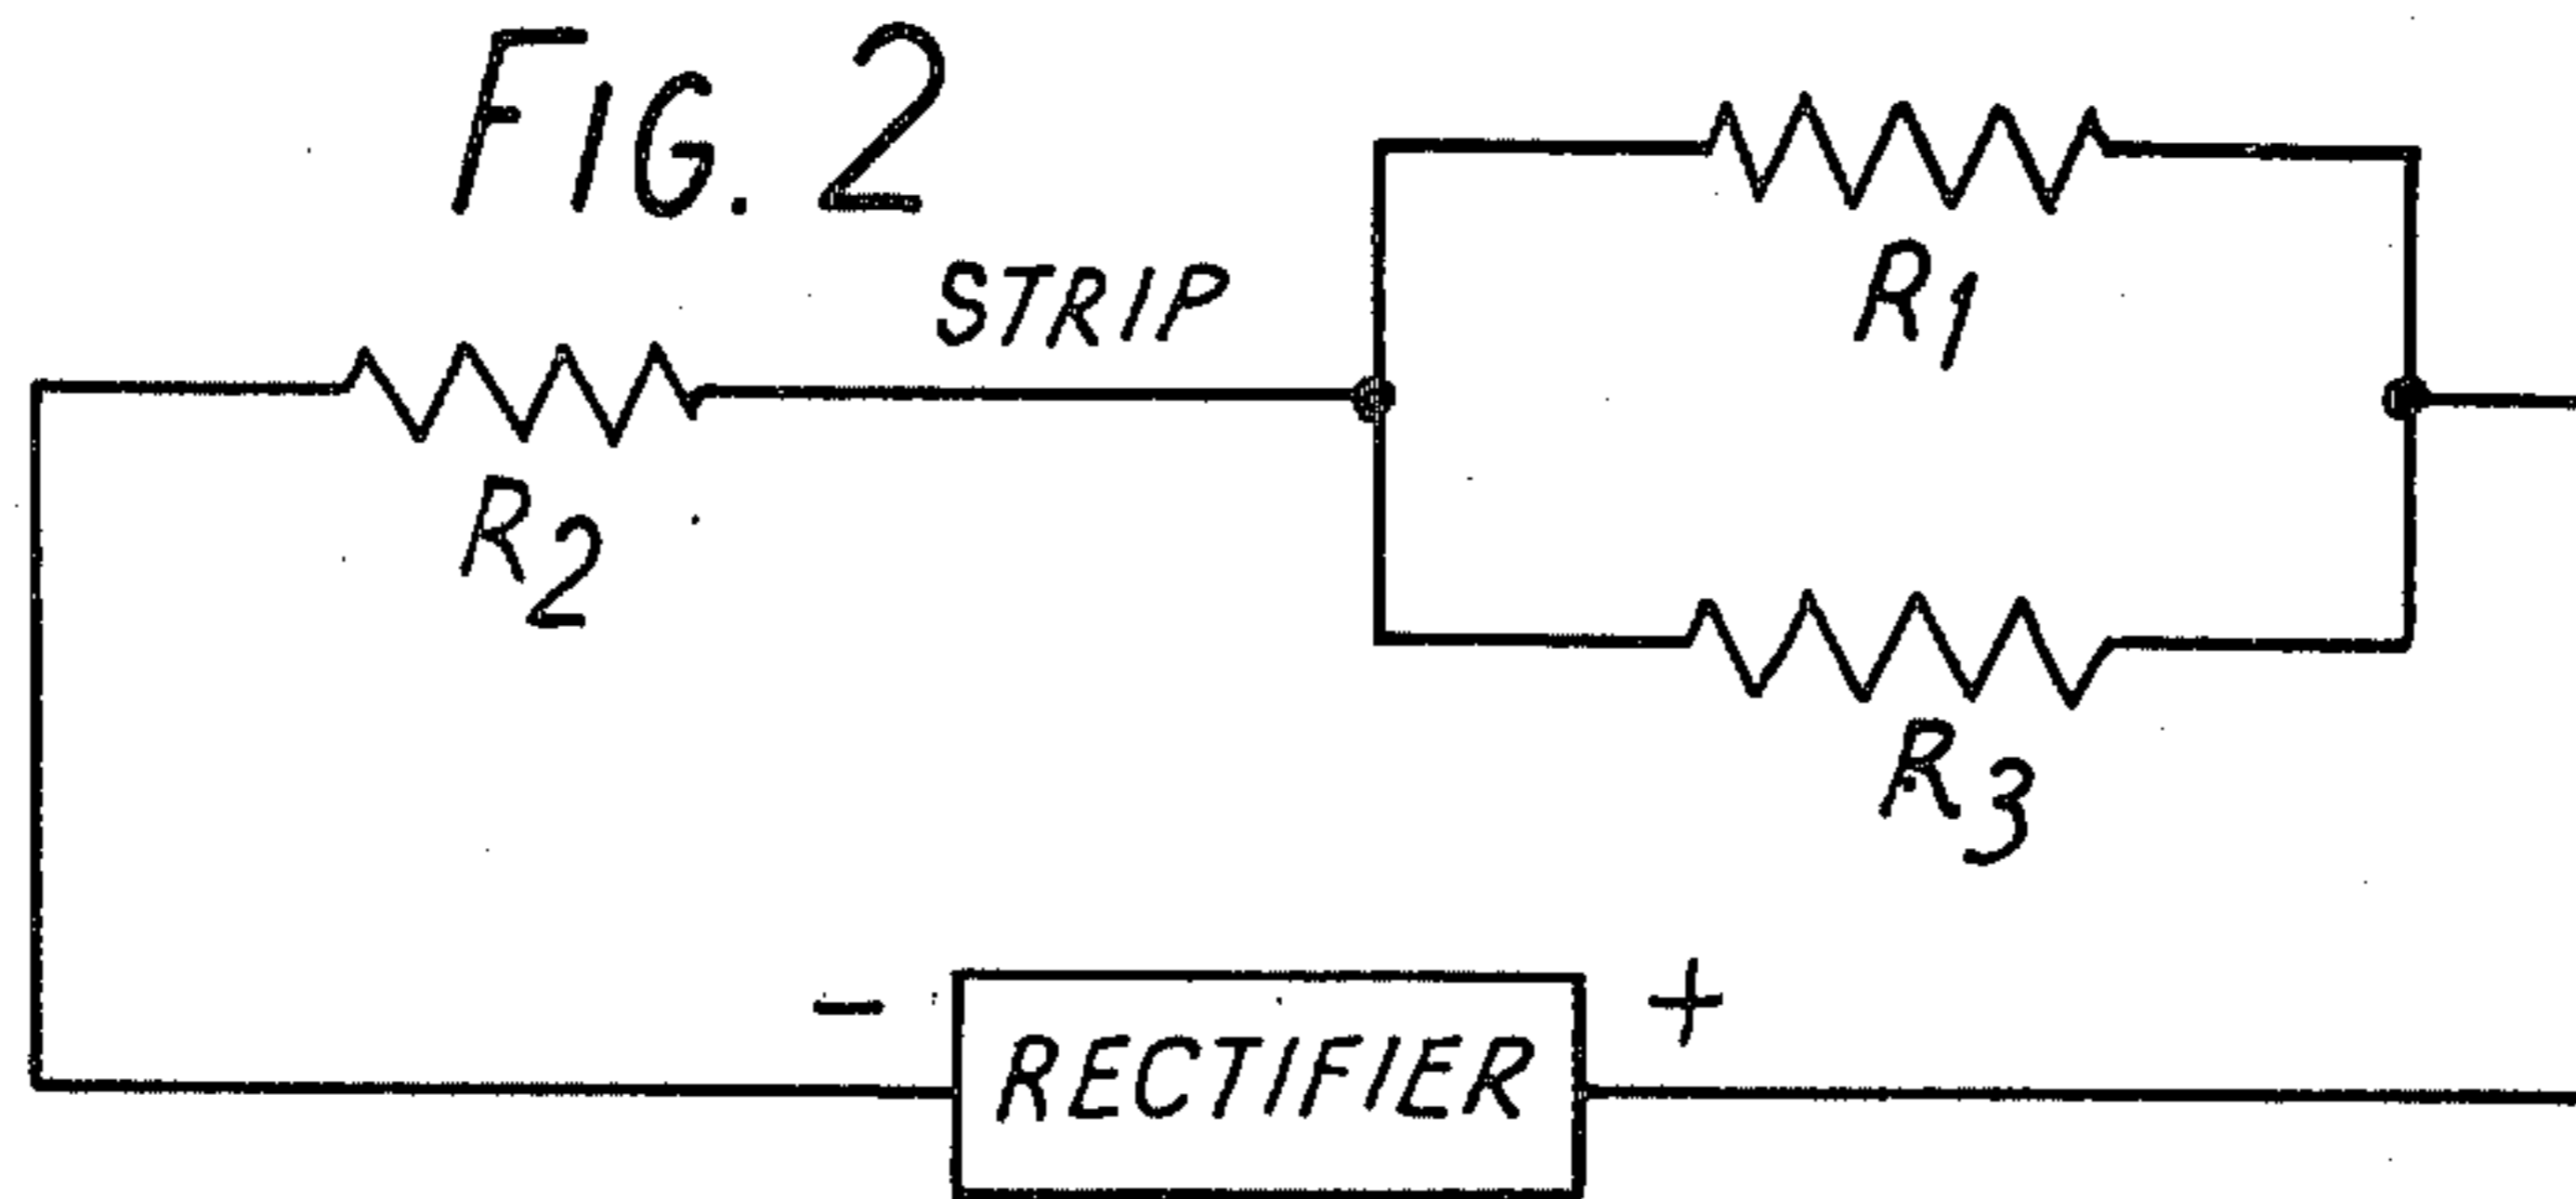 FIG. 2
STRIP
R1
R2
R3
- +
RECTIFIER